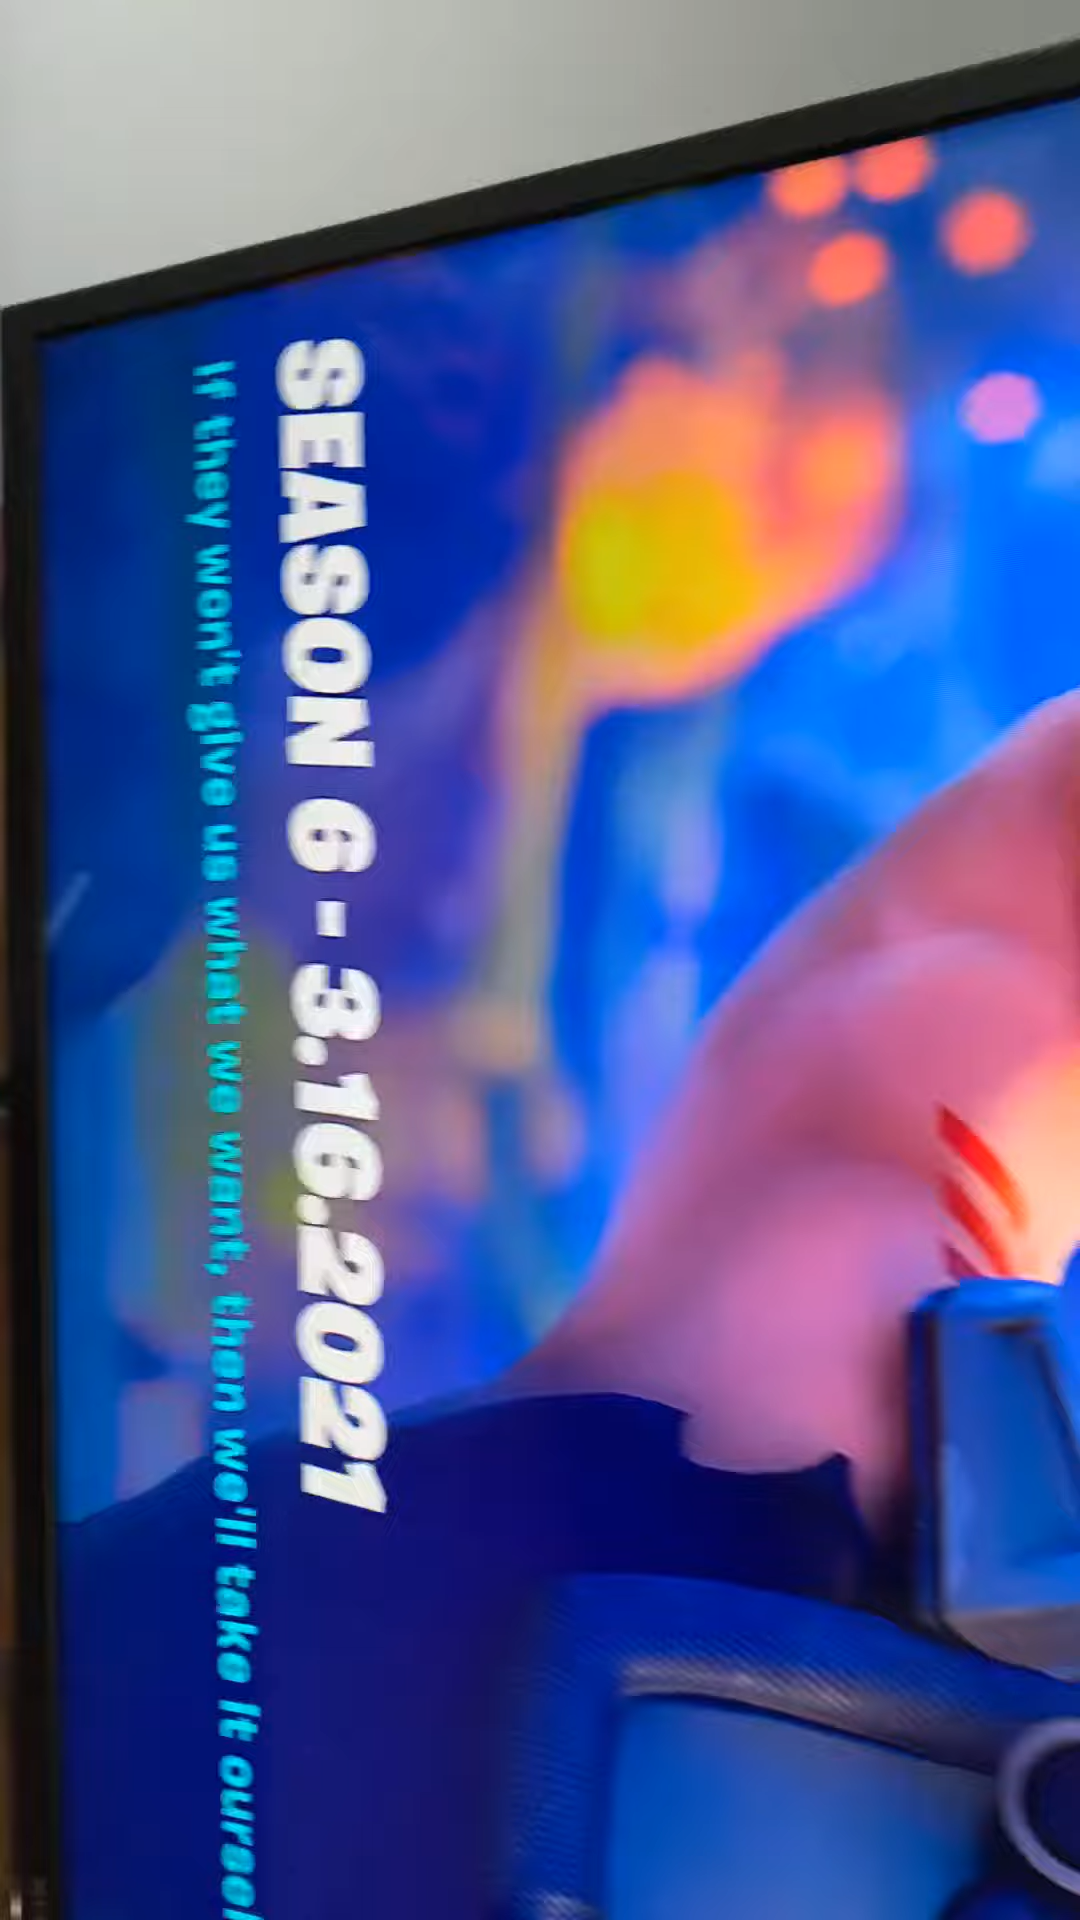 SEASON 6 - 3.16.2021
If they won't give us what we want, then we'll take it